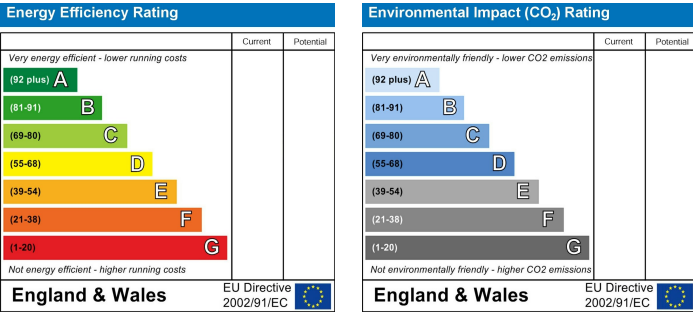 Energy Efficiency Rating
Current Potential
Very energy efficient - lower running costs
(92 plus) A
(81-91) B
(69-80) C
(55-68) D
(39-54) E
(21-38) F
(1-20) G
Not energy efficient - higher running costs
England & Wales
EU Directive
2002/91/EC
Environmental Impact (CO₂) Rating
Current Potential
Very environmentally friendly - lower CO2 emissions
(92 plus) A
(81-91) B
(69-80) C
(55-68) D
(39-54) E
(21-38) F
(1-20) G
Not environmentally friendly - higher CO2 emissions
England & Wales
EU Directive
2002/91/EC